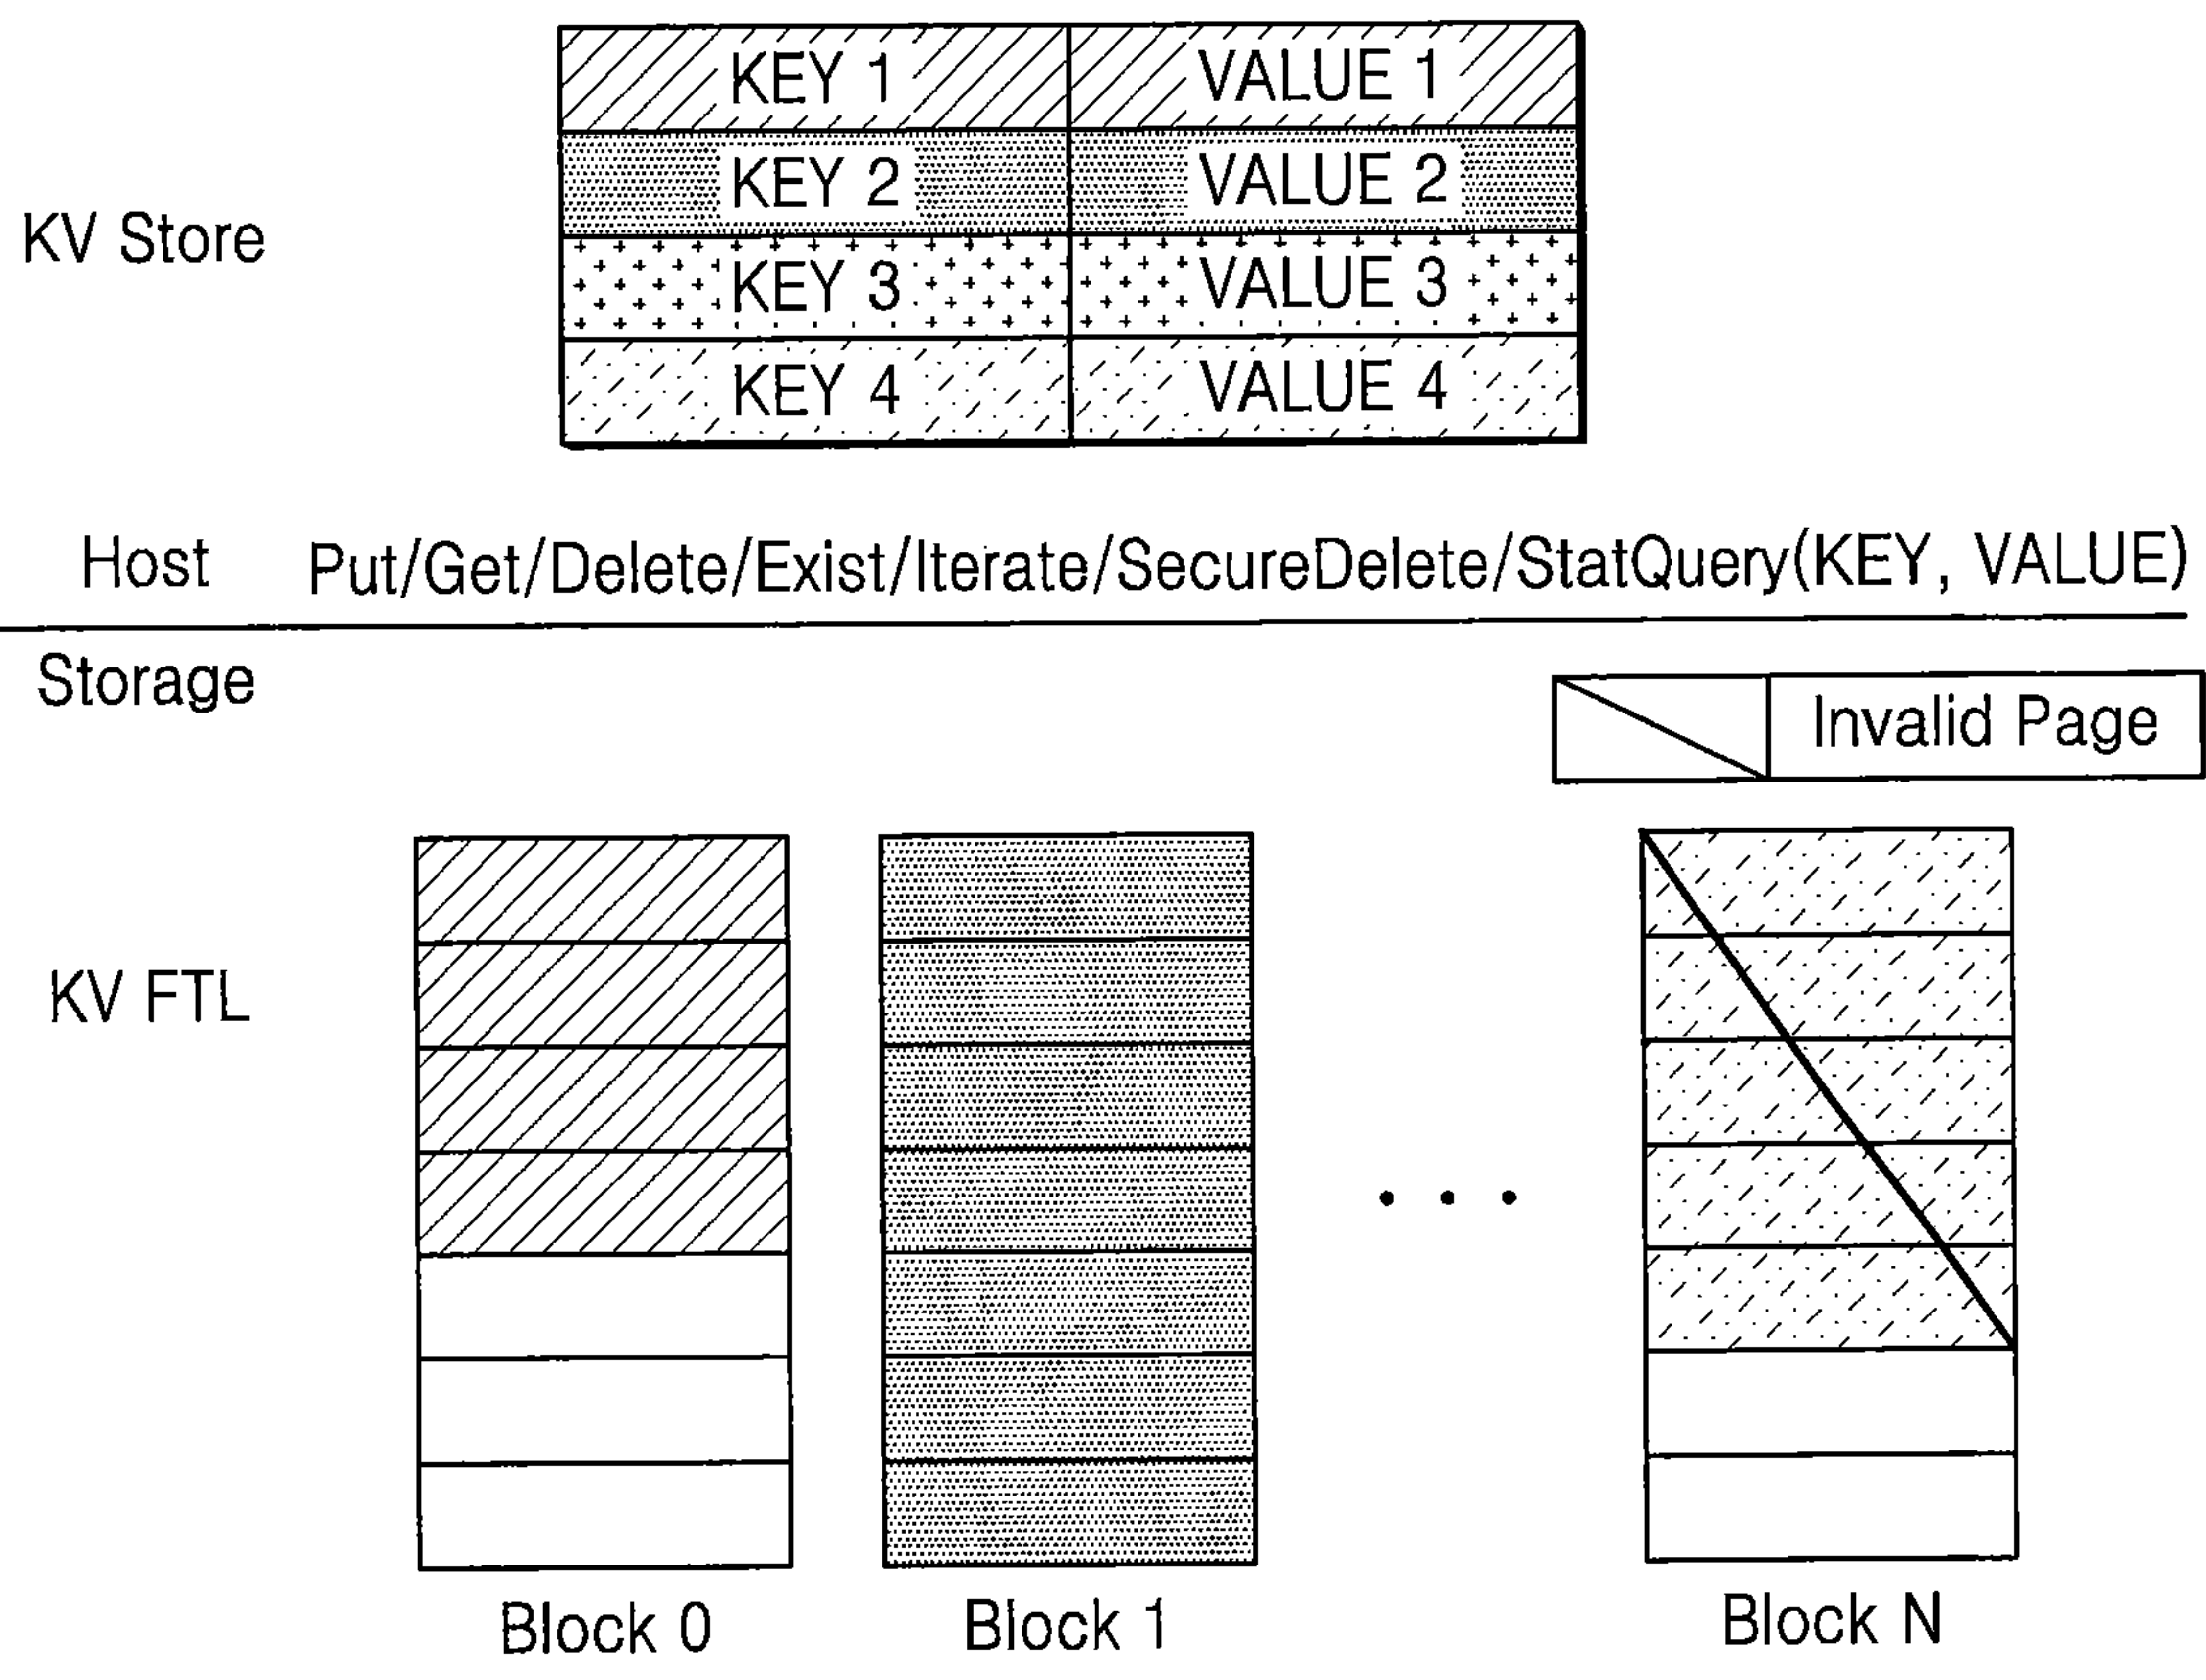 KEY 1 VALUE 1
KEY 2 VALUE 2
KV Store
KEY 3 VALUE 3
KEY 4 VALUE 4
Host Put/Get/Delete/Exist/Iterate/SecureDelete/StatQuery(KEY, VALUE)
Storage
Invalid Page
KV FTL
Block 0 Block 1 Block N